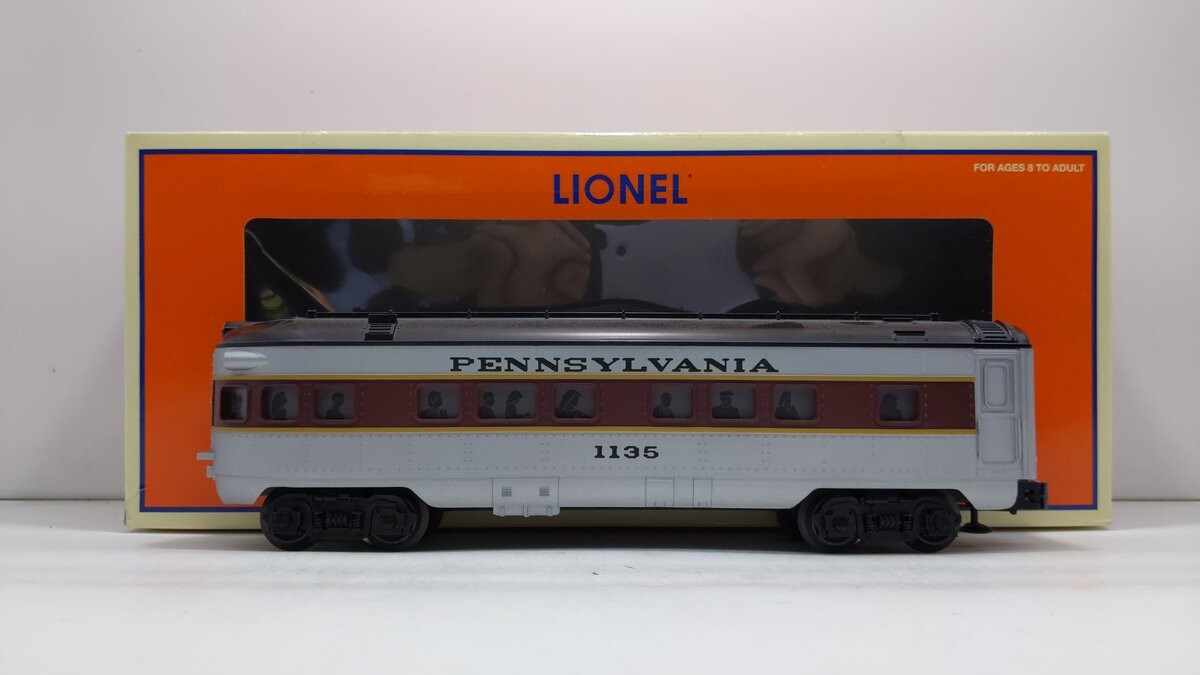 FOR AGES 8 TO ADULT
LIONEL
PENNSYLVANIA
1135